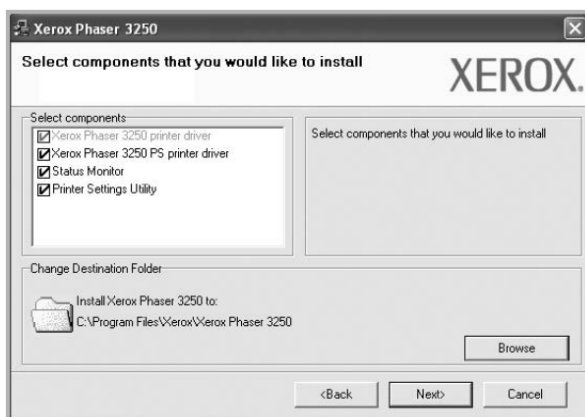 Xerox Phaser 3250
Select components that you would like to install
XEROX.
Select components
Xerox Phaser 3250 printer driver
Xerox Phaser 3250 PS printer driver
Status Monitor
Printer Settings Utility
Select components that you would like to install
Change Destination Folder
Install Xerox Phaser 3250 to:
C:\Program Files\Xerox\Xerox Phaser 3250
Browse
<Back
Next>
Cancel